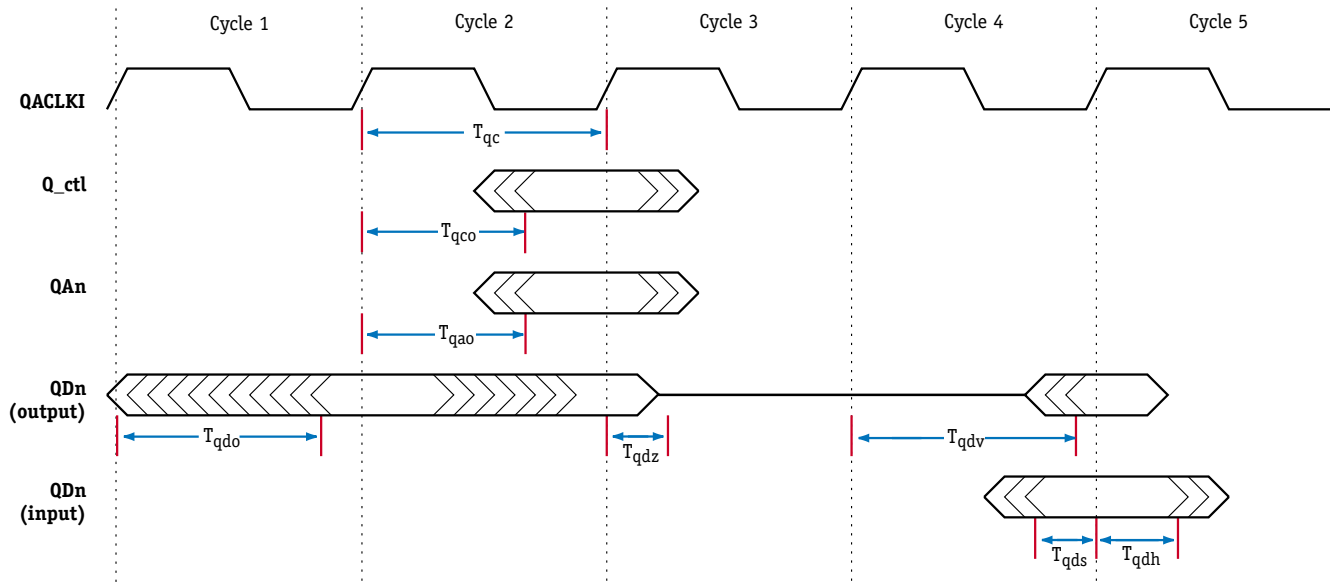 Cycle 1 Cycle 2 Cycle 3 Cycle 4 Cycle 5
QACLKI
Tqc
Q_ctl
Tqco
QAn
Tqao
QDn
(output)
Tqdo Tqdz Tqdv
QDn
(input)
Tqds Tqdh